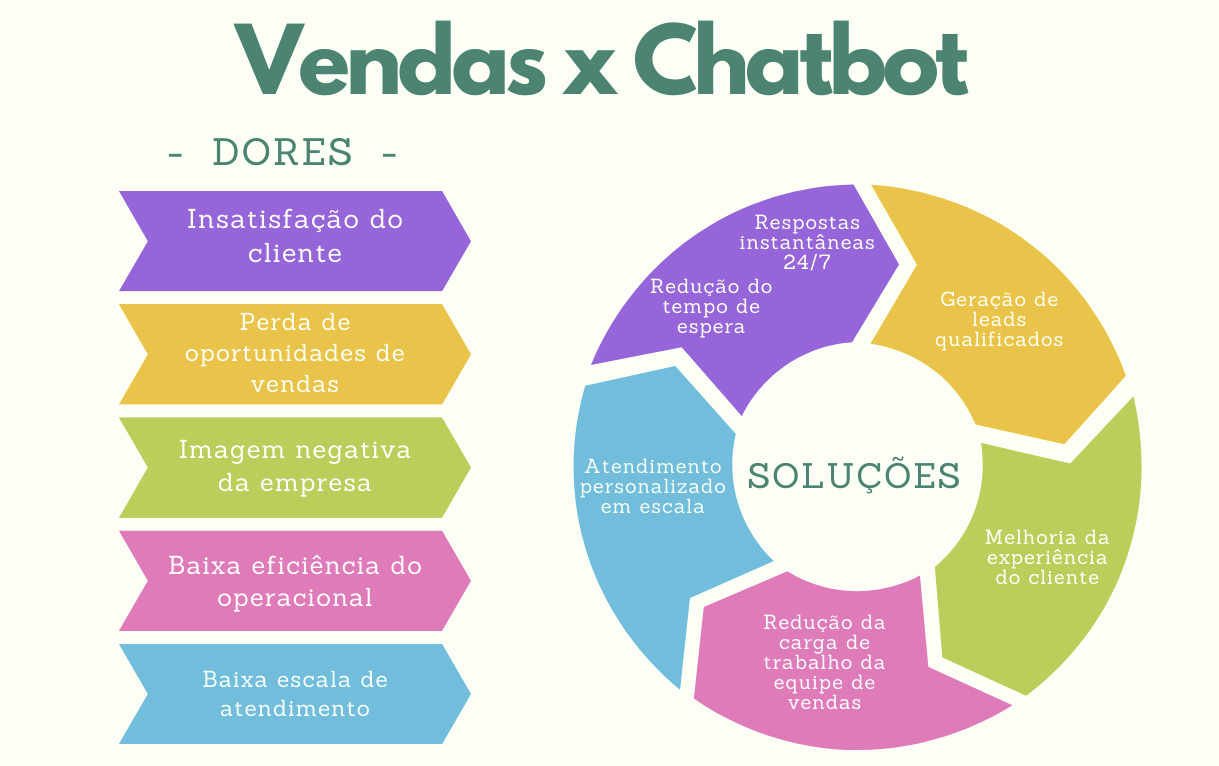 Vendas x Chatbot
- DORES -
Insatisfação do
cliente
Perda de
oportunidades de
vendas
Imagem negativa
da empresa
Baixa eficiência do
operacional
Baixa escala de
atendimento
Respostas
instantâneas
24/7
Redução do
tempo de
espera
Geração de
leads
qualificados
Melhoria da
experiência
do cliente
Redução da
carga de
trabalho da
equipe de
vendas
Atendimento
personalizado
em escala
SOLUÇÕES